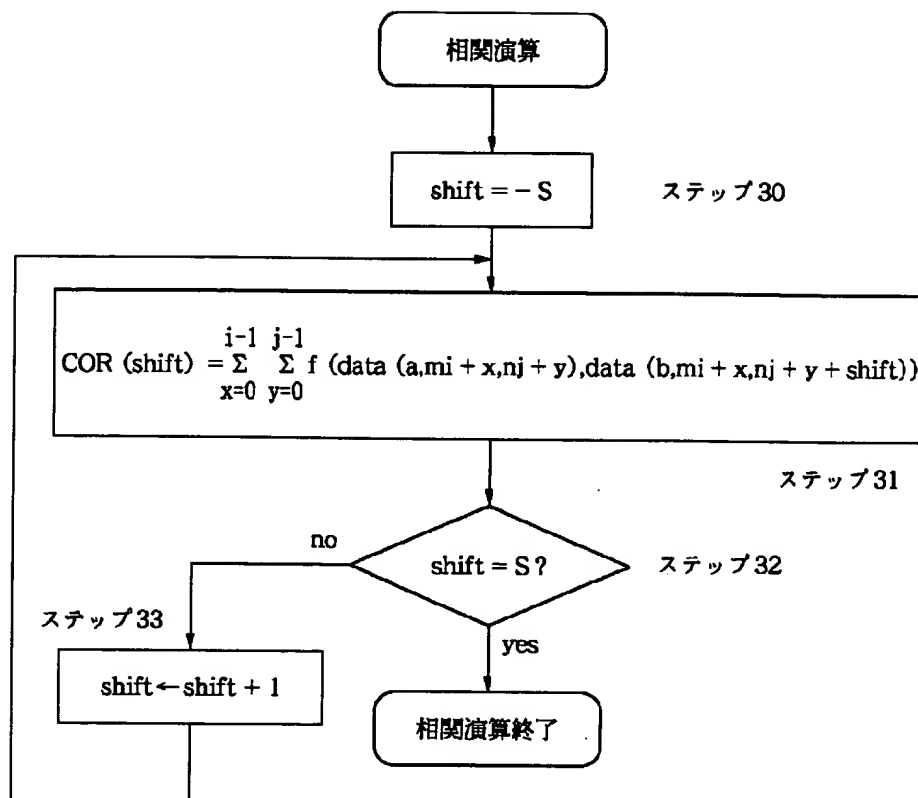 相関演算
shift = − S
ステップ30
i-1 j-1
COR (shift) = Σ Σ f (data (a,mi + x,nj + y),data (b,mi + x,nj + y + shift))
x=0 y=0
ステップ31
no
shift = S?
ステップ32
ステップ33
yes
shift←shift + 1
相関演算終了